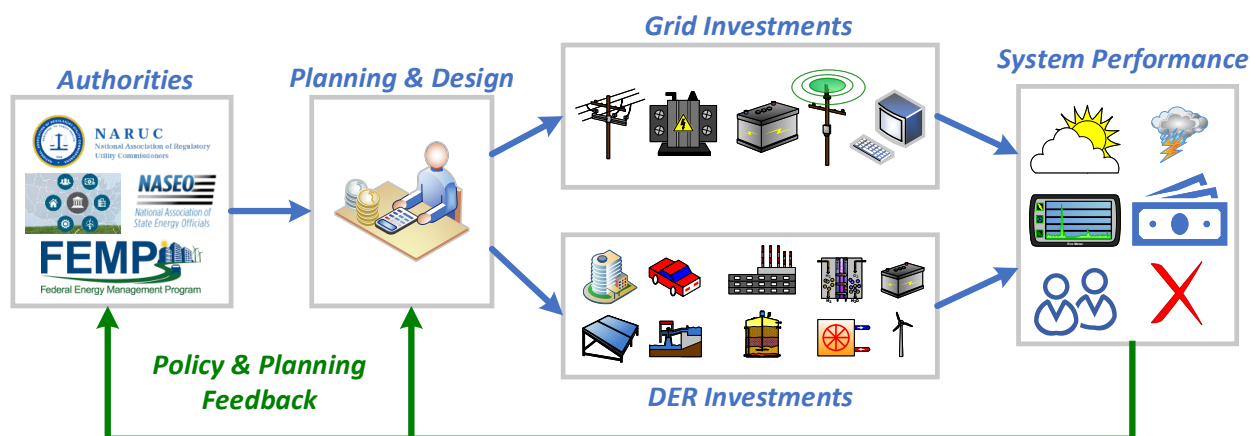 Grid Investments
Authorities
Planning & Design
System Performance
NARUC
National Association of Regulatory
Utility Commissioners
NASEO
National Association of
State Energy Officials
FEMP
Federal Energy Management Program
Policy & Planning
Feedback
DER Investments